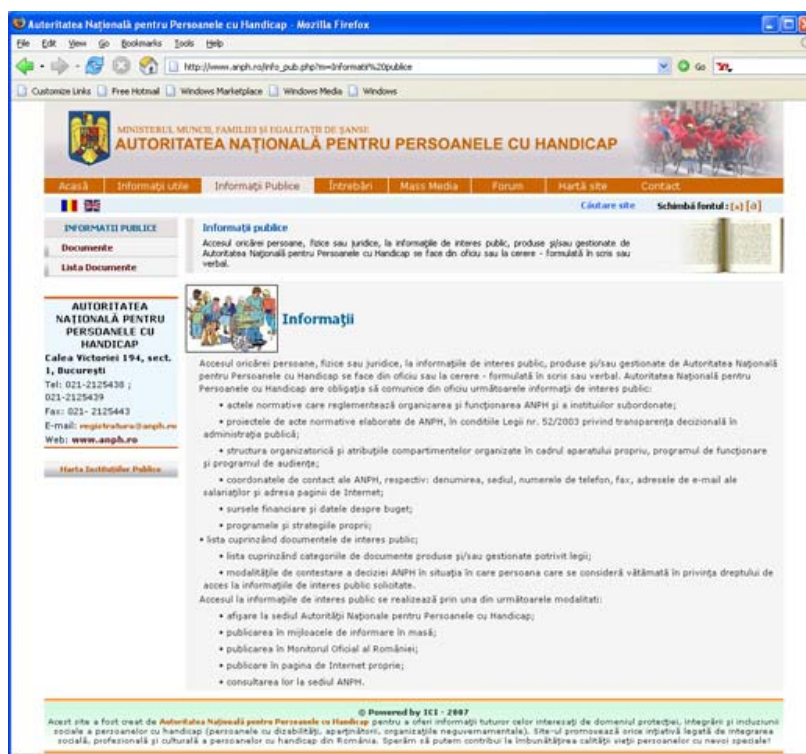 Autoritatea Națională pentru Persoanele cu Handicap - Mozilla Firefox
File Edit View Go Bookmarks Tools Help
http://www.anph.ro/info_pub.php?m=Informatii%20publice Go
Customize Links Free Hotmail Windows Marketplace Windows Media Windows
MINISTERUL MUNCII, FAMILIEI ȘI EGALITĂȚII DE ȘANSE
AUTORITATEA NAȚIONALĂ PENTRU PERSOANELE CU HANDICAP
Acasă Informații utile Informații Publice Întrebări Mass Media Forum Hartă site Contact
Căutare site Schimbă fontul : [a] [a]
INFORMATII PUBLICE
Documente
Lista Documente
Informații publice
Accesul oricărei persoane, fizice sau juridice, la informațiile de interes public, produse și/sau gestionate de
Autoritatea Națională pentru Persoanele cu Handicap se face din oficiu sau la cerere - formulată în scris sau
verbal.
AUTORITATEA
NAȚIONALĂ PENTRU
PERSOANELE CU
HANDICAP
Calea Victoriei 194, sect.
1, București
Tel: 021-2125438 ;
021-2125439
Fax: 021- 2125443
E-mail: registratura@anph.ro
Web: www.anph.ro
Harta Instituțiilor Publice
Informații
Accesul oricărei persoane, fizice sau juridice, la informațiile de interes public, produse și/sau gestionate de Autoritatea Națională
pentru Persoanele cu Handicap se face din oficiu sau la cerere - formulată în scris sau verbal. Autoritatea Națională pentru
Persoanele cu Handicap are obligația să comunice din oficiu următoarele informații de interes public:
• actele normative care reglementează organizarea și funcționarea ANPH și a instituiilor subordonate;
• proiectele de acte normative elaborate de ANPH, în conditiile Legii nr. 52/2003 privind transparența decizională în
administrația publică;
• structura organizatorică și atribuțiile compartimentelor organizate în cadrul aparatului propriu, programul de funcționare
și programul de audiențe;
• coordonatele de contact ale ANPH, respectiv: denumirea, sediul, numerele de telefon, fax, adresele de e-mail ale
salariaților și adresa paginii de Internet;
• sursele financiare și datele despre buget;
• programele și strategiile proprii;
• lista cuprinzând documentele de interes public;
• lista cuprinzând categoriile de documente produse și/sau gestionate potrivit legii;
• modalitățile de contestare a deciziei ANPH în situația în care persoana care se consideră vătămată în privința dreptului de
acces la informațiile de interes public solicitate.
Accesul la informațiile de interes public se realizează prin una din următoarele modalitati:
• afișare la sediul Autorității Naționale pentru Persoanele cu Handicap;
• publicarea în mijloacele de informare în masă;
• publicarea în Monitorul Oficial al României;
• publicare în pagina de Internet proprie;
• consultarea lor la sediul ANPH.
© Powered by ICI - 2007
Acest site a fost creat de Autoritatea Națională pentru Persoanele cu Handicap pentru a oferi informații tuturor celor interesați de domeniul protecției, integrării și incluziunii
sociale a persoanelor cu handicap (persoanele cu dizabilități, aparținătorii, organizațiile neguvernamentale). Site-ul promovează orice inițiativă legată de integrarea
socială, profesională și culturală a persoanelor cu handicap din România. Sperăm să putem contribui la îmbunătățirea calității vieții persoanelor cu nevoi speciale!